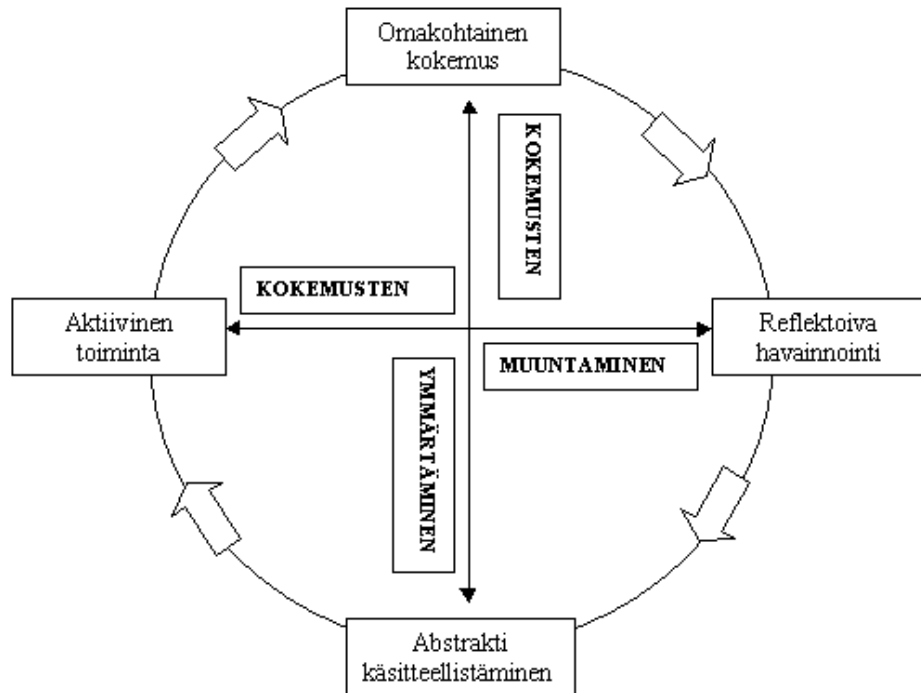 Omakohtainen
kokemus
KOKEMUSTEN
KOKEMUSTEN
Aktiivinen
toiminta
Reflektoiva
havainnointi
MUUNTAMINEN
YMMÄRTÄMINEN
Abstrakti
käsitteellistäminen